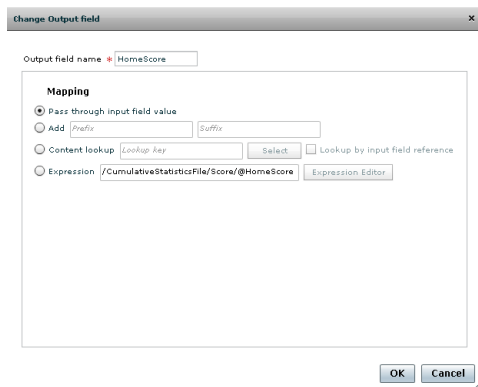 Change Output field ×
Output field name * HomeScore
Mapping
Pass through input field value
Add Prefix Suffix
Content lookup Lookup key Select Lookup by input field reference
Expression /CumulativeStatisticsFile/Score/@HomeScore Expression Editor
OK Cancel